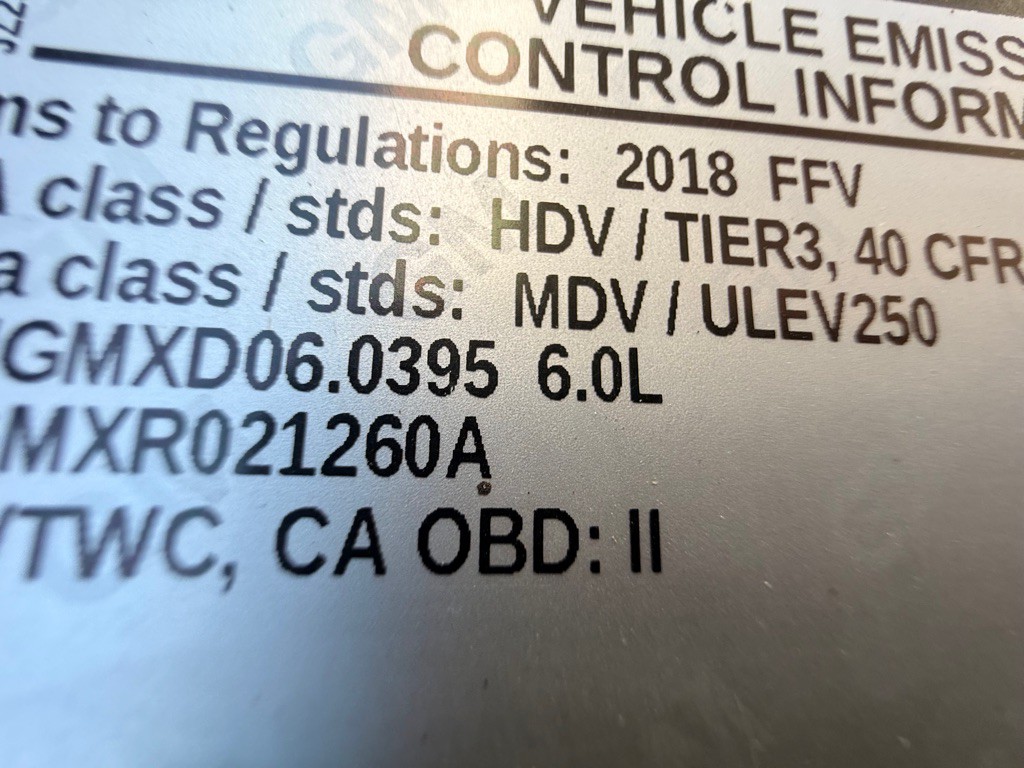 VEHICLE EMISS
CONTROL INFORM
ms to Regulations: 2018 FFV
A class / stds: HDV / TIER3, 40 CFR
a class / stds: MDV / ULEV250
GMXD06.0395 6.0L
MXR021260A
/TWC, CA OBD: II